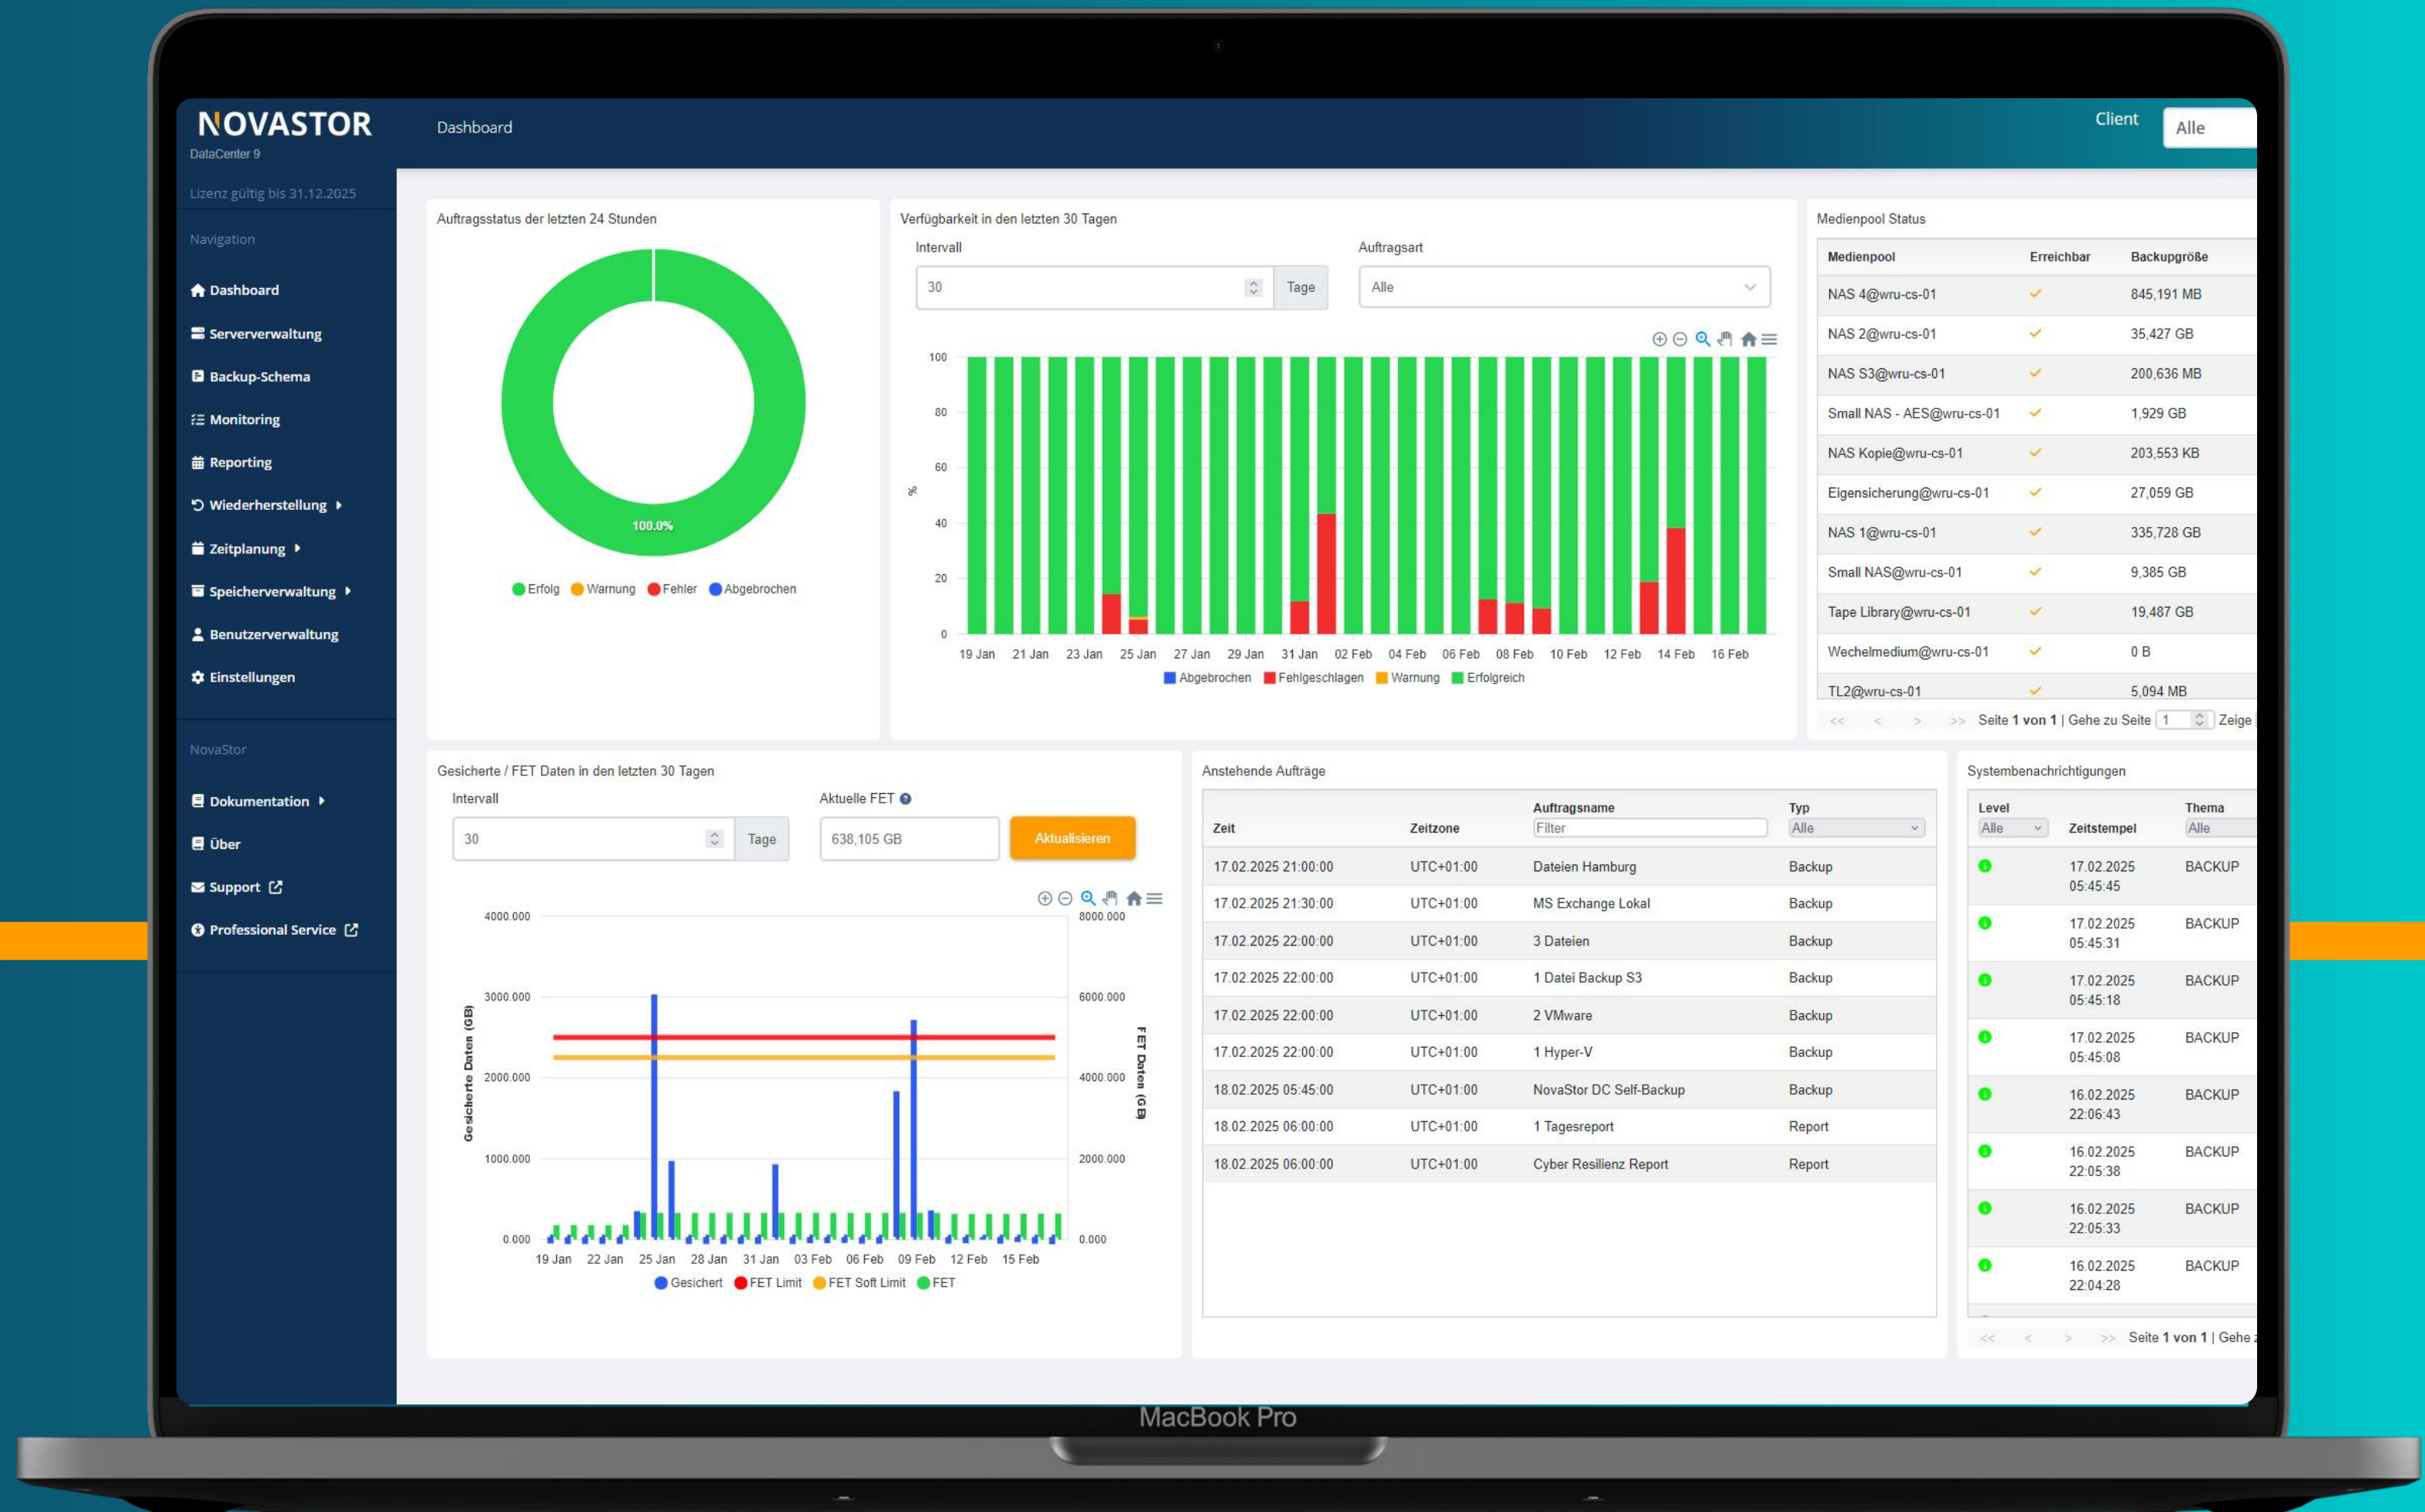 NOVASTOR
DataCenter 9
Lizenz gültig bis 31.12.2025
Navigation
Dashboard
Serververwaltung
Backup-Schema
Monitoring
Reporting
Wiederherstellung
Zeitplanung
Speicherverwaltung
Benutzerverwaltung
Einstellungen
NovaStor
Dokumentation
Über
Support
Professional Service
Dashboard
Client Alle
Auftragsstatus der letzten 24 Stunden
100.0%
Erfolg Warnung Fehler Abgebrochen
Verfügbarkeit in den letzten 30 Tagen
Intervall Auftragsart
30 Tage Alle
100
80
60
%
40
20
0
19 Jan 21 Jan 23 Jan 25 Jan 27 Jan 29 Jan 31 Jan 02 Feb 04 Feb 06 Feb 08 Feb 10 Feb 12 Feb 14 Feb 16 Feb
Abgebrochen Fehlgeschlagen Warnung Erfolgreich
Medienpool Status
Medienpool Erreichbar Backupgröße
NAS 4@wru-cs-01 845,191 MB
NAS 2@wru-cs-01 35,427 GB
NAS S3@wru-cs-01 200,636 MB
Small NAS - AES@wru-cs-01 1,929 GB
NAS Kopie@wru-cs-01 203,553 KB
Eigensicherung@wru-cs-01 27,059 GB
NAS 1@wru-cs-01 335,728 GB
Small NAS@wru-cs-01 9,385 GB
Tape Library@wru-cs-01 19,487 GB
Wechelmedium@wru-cs-01 0 B
TL2@wru-cs-01 5,094 MB
<< < > >> Seite 1 von 1 | Gehe zu Seite 1 Zeige
Gesicherte / FET Daten in den letzten 30 Tagen
Intervall Aktuelle FET
30 Tage 638,105 GB Aktualisieren
4000.000 8000.000
3000.000 6000.000
2000.000 4000.000
1000.000 2000.000
0.000 0.000
Gesicherte Daten (GB)
FET Daten (GB)
19 Jan 22 Jan 25 Jan 28 Jan 31 Jan 03 Feb 06 Feb 09 Feb 12 Feb 15 Feb
Gesichert FET Limit FET Soft Limit FET
Anstehende Aufträge
Zeit Zeitzone Auftragsname Typ
Filter Alle
17.02.2025 21:00:00 UTC+01:00 Dateien Hamburg Backup
17.02.2025 21:30:00 UTC+01:00 MS Exchange Lokal Backup
17.02.2025 22:00:00 UTC+01:00 3 Dateien Backup
17.02.2025 22:00:00 UTC+01:00 1 Datei Backup S3 Backup
17.02.2025 22:00:00 UTC+01:00 2 VMware Backup
17.02.2025 22:00:00 UTC+01:00 1 Hyper-V Backup
18.02.2025 05:45:00 UTC+01:00 NovaStor DC Self-Backup Backup
18.02.2025 06:00:00 UTC+01:00 1 Tagesreport Report
18.02.2025 06:00:00 UTC+01:00 Cyber Resilienz Report Report
Systembenachrichtigungen
Level Zeitstempel Thema
Alle Alle
17.02.2025 BACKUP
05:45:45
17.02.2025 BACKUP
05:45:31
17.02.2025 BACKUP
05:45:18
17.02.2025 BACKUP
05:45:08
16.02.2025 BACKUP
22:06:43
16.02.2025 BACKUP
22:05:38
16.02.2025 BACKUP
22:05:33
16.02.2025 BACKUP
22:04:28
<< < > >> Seite 1 von 1 | Gehe
MacBook Pro